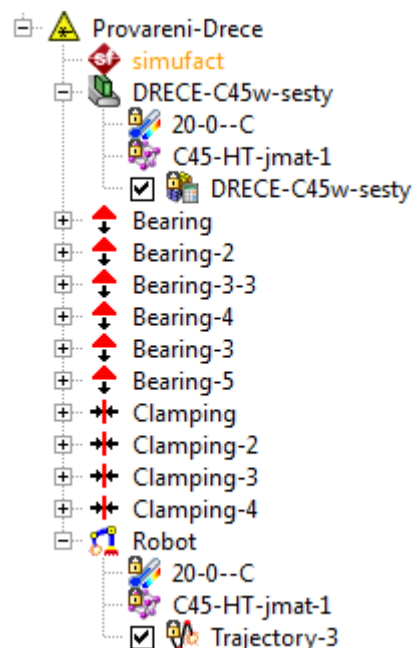 Provareni-Drece
simufact
DRECE-C45w-sesty
20-0--C
C45-HT-jmat-1
DRECE-C45w-sesty
Bearing
Bearing-2
Bearing-3-3
Bearing-4
Bearing-3
Bearing-5
Clamping
Clamping-2
Clamping-3
Clamping-4
Robot
20-0--C
C45-HT-jmat-1
Trajectory-3